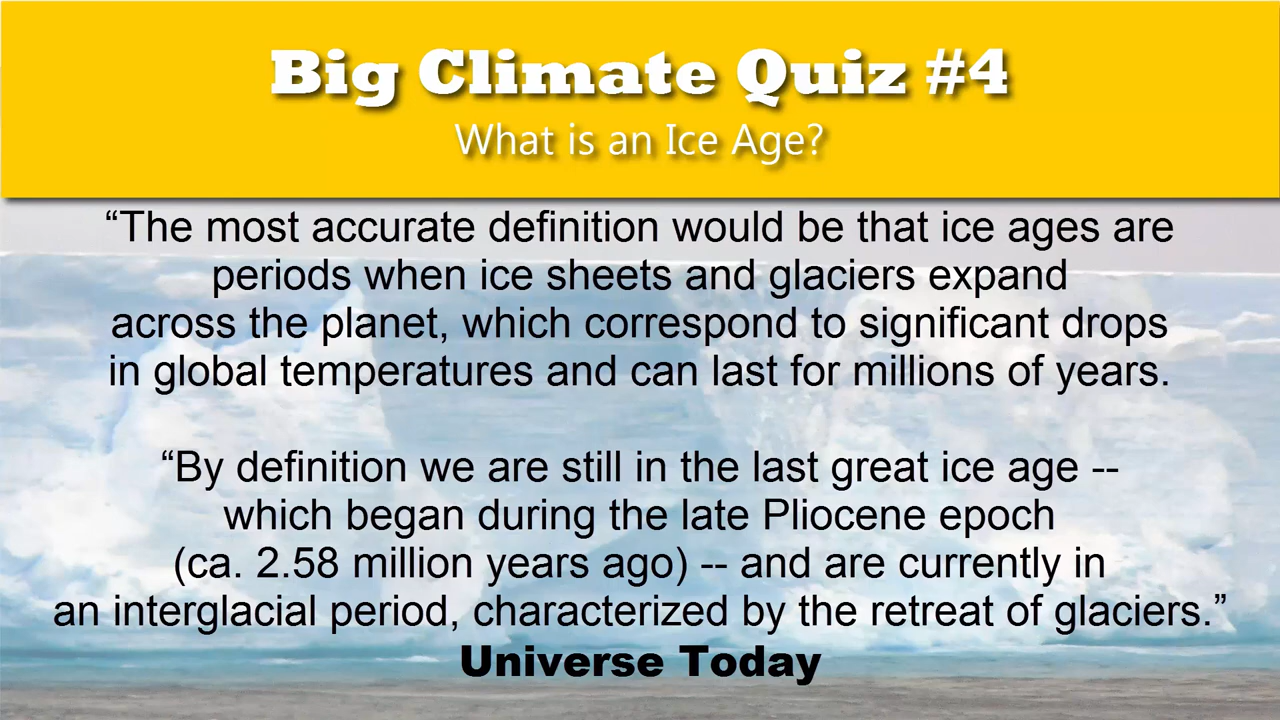 Big Climate Quiz #4
What is an Ice Age?
“The most accurate definition would be that ice ages are
periods when ice sheets and glaciers expand
across the planet, which correspond to significant drops
in global temperatures and can last for millions of years.
“By definition we are still in the last great ice age --
which began during the late Pliocene epoch
(ca. 2.58 million years ago) -- and are currently in
an interglacial period, characterized by the retreat of glaciers.”
Universe Today